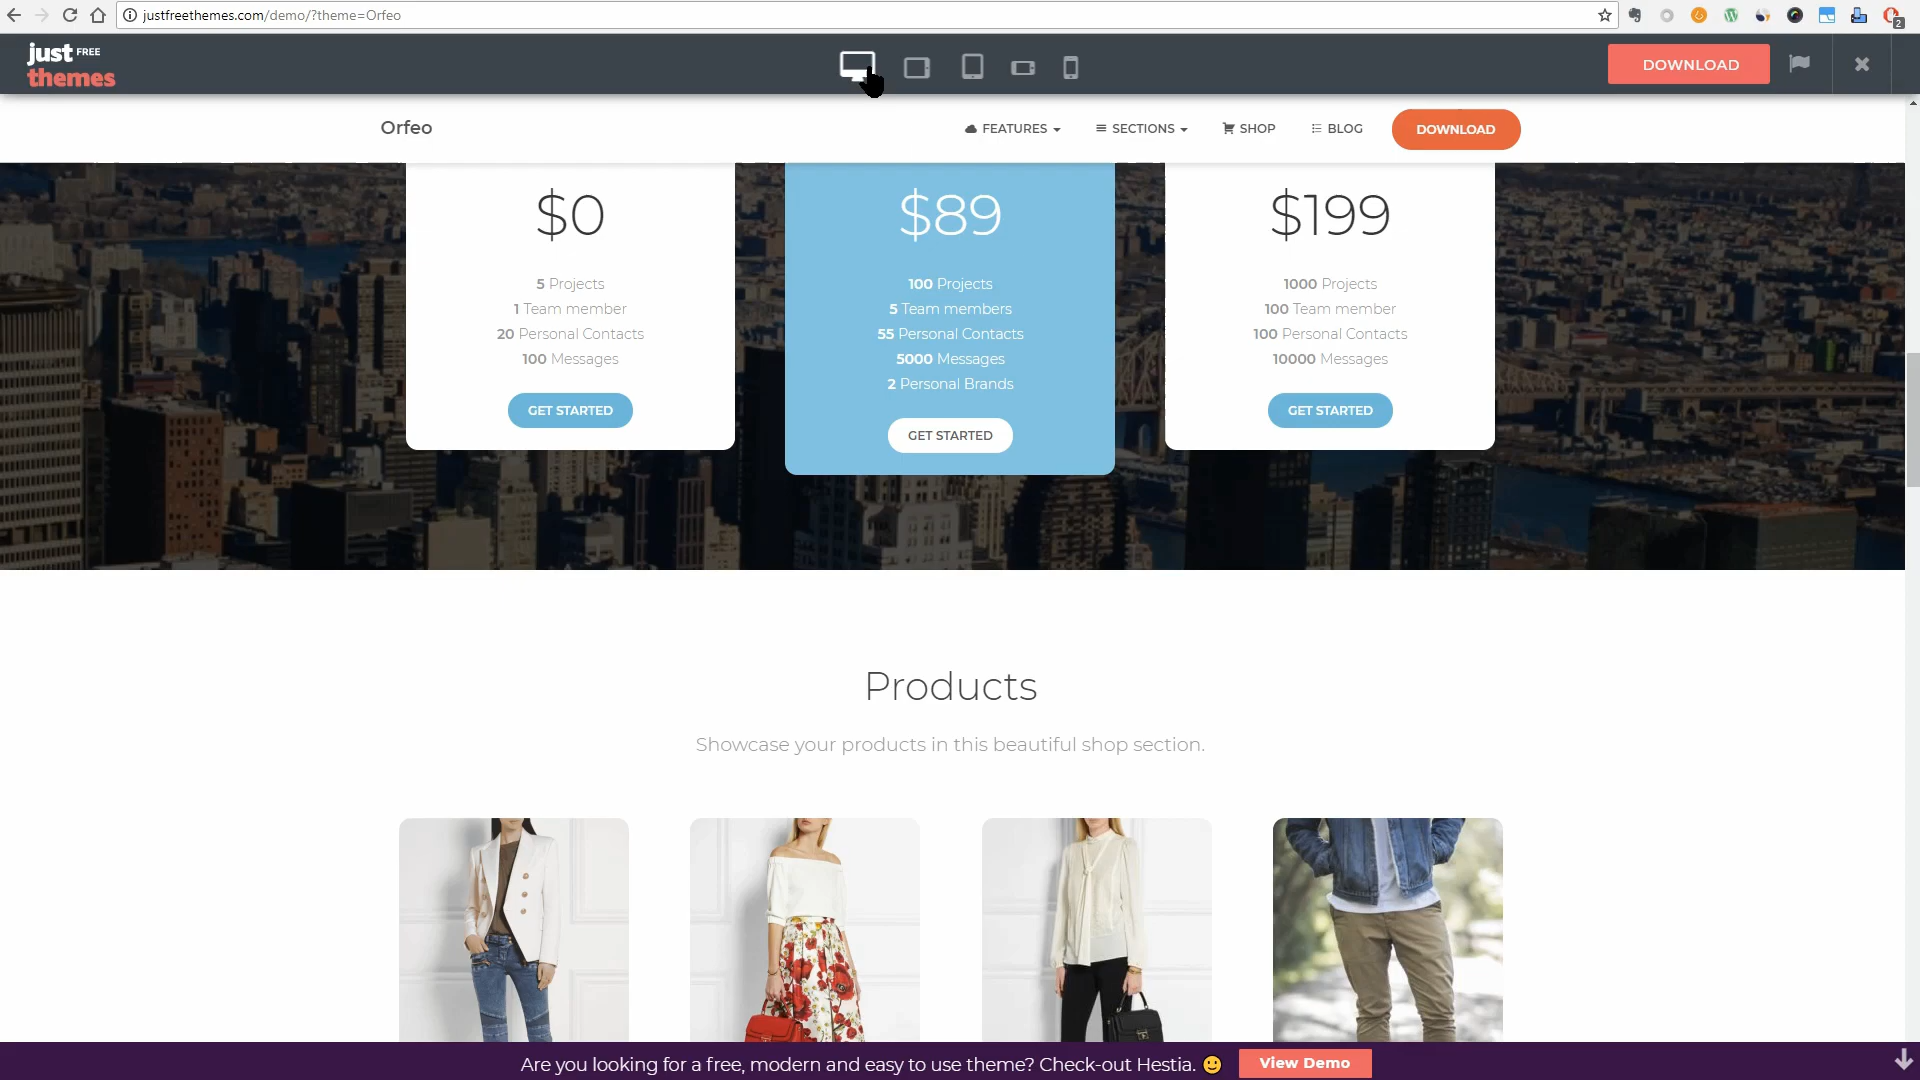 justfreethemes.com/demo/?theme=Orfeo
2
just FREE
themes
DOWNLOAD
Orfeo
FEATURES
SECTIONS
SHOP
BLOG
DOWNLOAD
$0
5 Projects
1 Team member
20 Personal Contacts
100 Messages
GET STARTED
$89
100 Projects
5 Team members
55 Personal Contacts
5000 Messages
2 Personal Brands
GET STARTED
$199
1000 Projects
100 Team member
100 Personal Contacts
10000 Messages
GET STARTED
Products
Showcase your products in this beautiful shop section.
Are you looking for a free, modern and easy to use theme? Check-out Hestia. 🙂
View Demo